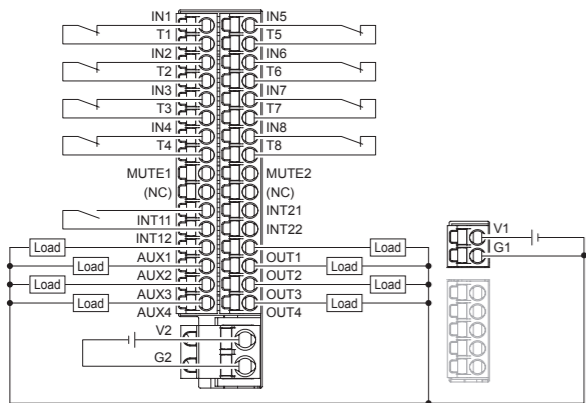 IN1 IN5
T1 T5
IN2 IN6
T2 T6
IN3 IN7
T3 T7
IN4 IN8
T4 T8
MUTE1 MUTE2
(NC) (NC)
INT21
INT11 INT22
V1
INT12
Load Load
G1
AUX1 OUT1
Load Load
AUX2 OUT2
Load Load
AUX3 OUT3
Load Load
AUX4 OUT4
V2
G2